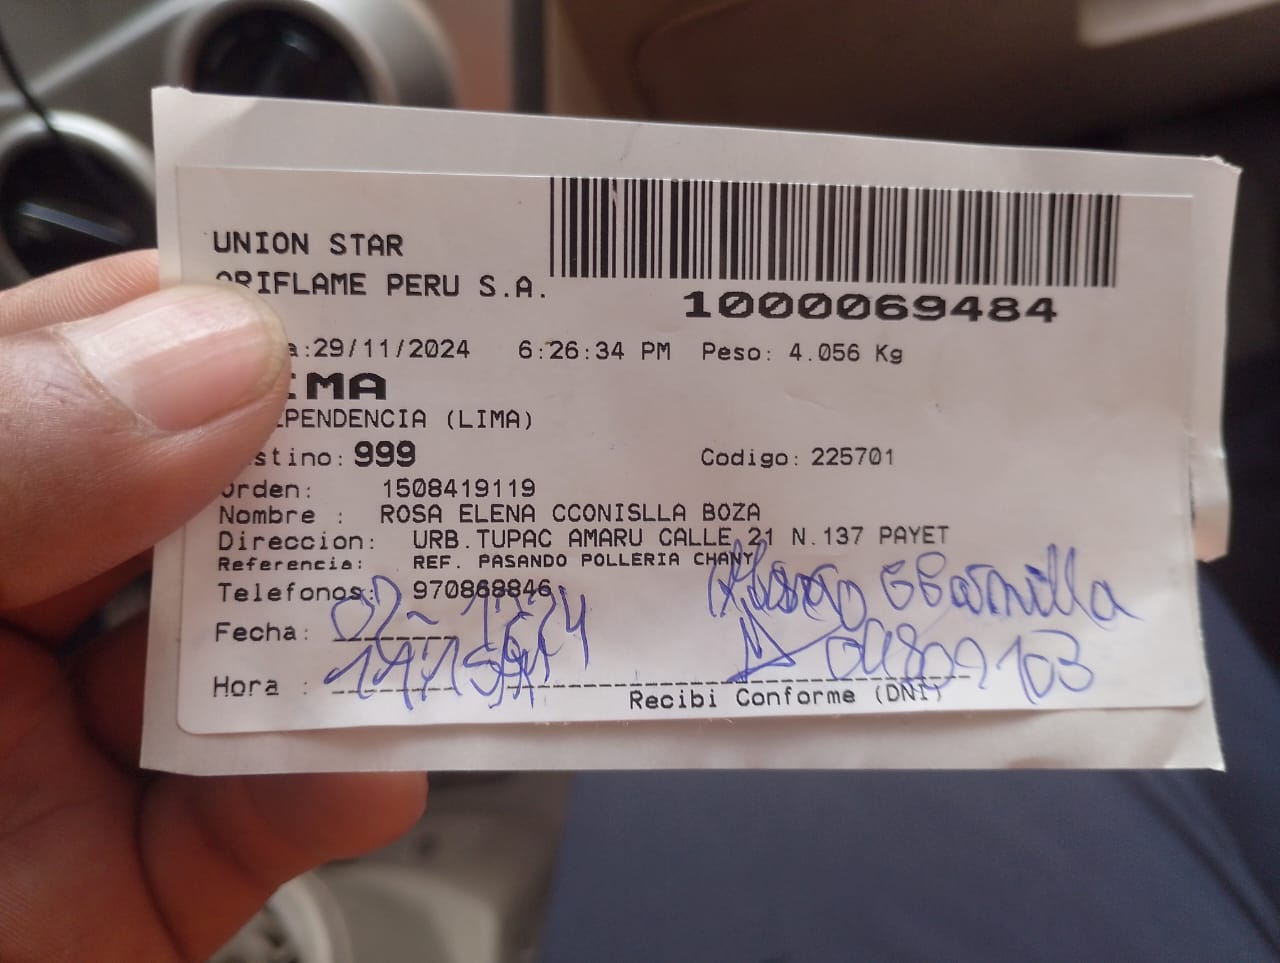 UNION STAR
ORIFLAME PERU S.A.
1000069484
a:29/11/2024 6:26:34 PM Peso: 4.056 Kg
IMA
PENDENCIA (LIMA)
stino: 999 Codigo: 225701
Orden: 1508419119
Nombre : ROSA ELENA CCONISLLA BOZA
Direccion: URB.TUPAC AMARU CALLE 21 N.137 PAYET
Referencia: REF. PASANDO POLLERIA CHANY
Telefonos: 970868846
Fecha:
Hora :
Recibi Conforme (DNI)